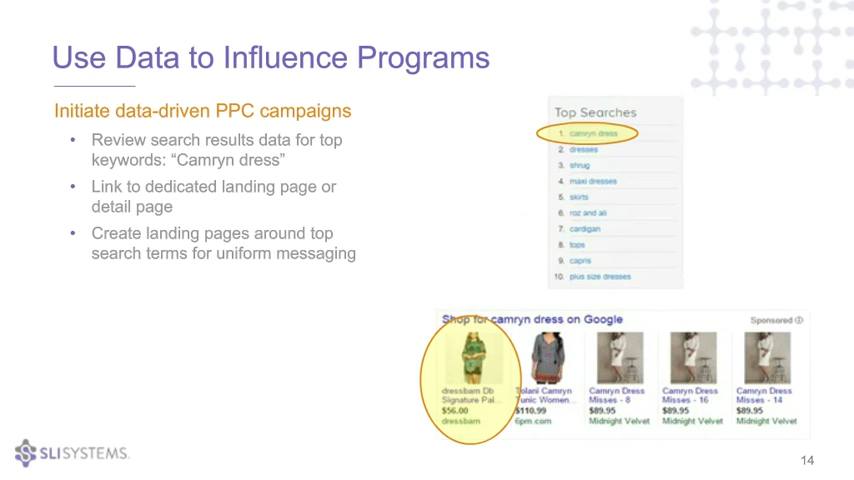 Use Data to Influence Programs
Initiate data-driven PPC campaigns
• Review search results data for top
keywords: “Camryn dress”
• Link to dedicated landing page or
detail page
• Create landing pages around top
search terms for uniform messaging
Top Searches
1. camryn dress
2. dresses
3. shrug
4. maxi dresses
5. skirts
6. roz and ali
7. cardigan
8. tops
9. capris
10. plus size dresses
Shop for camryn dress on Google
Sponsored
dressbarn Db
Signature Pai...
$56.00
dressbarn
Tolani Camryn
Tunic Women...
$110.99
6pm.com
Camryn Dress
Misses - 8
$89.95
Midnight Velvet
Camryn Dress
Misses - 16
$89.95
Midnight Velvet
Camryn Dress
Misses - 14
$89.95
Midnight Velvet
SLISYSTEMS.
14